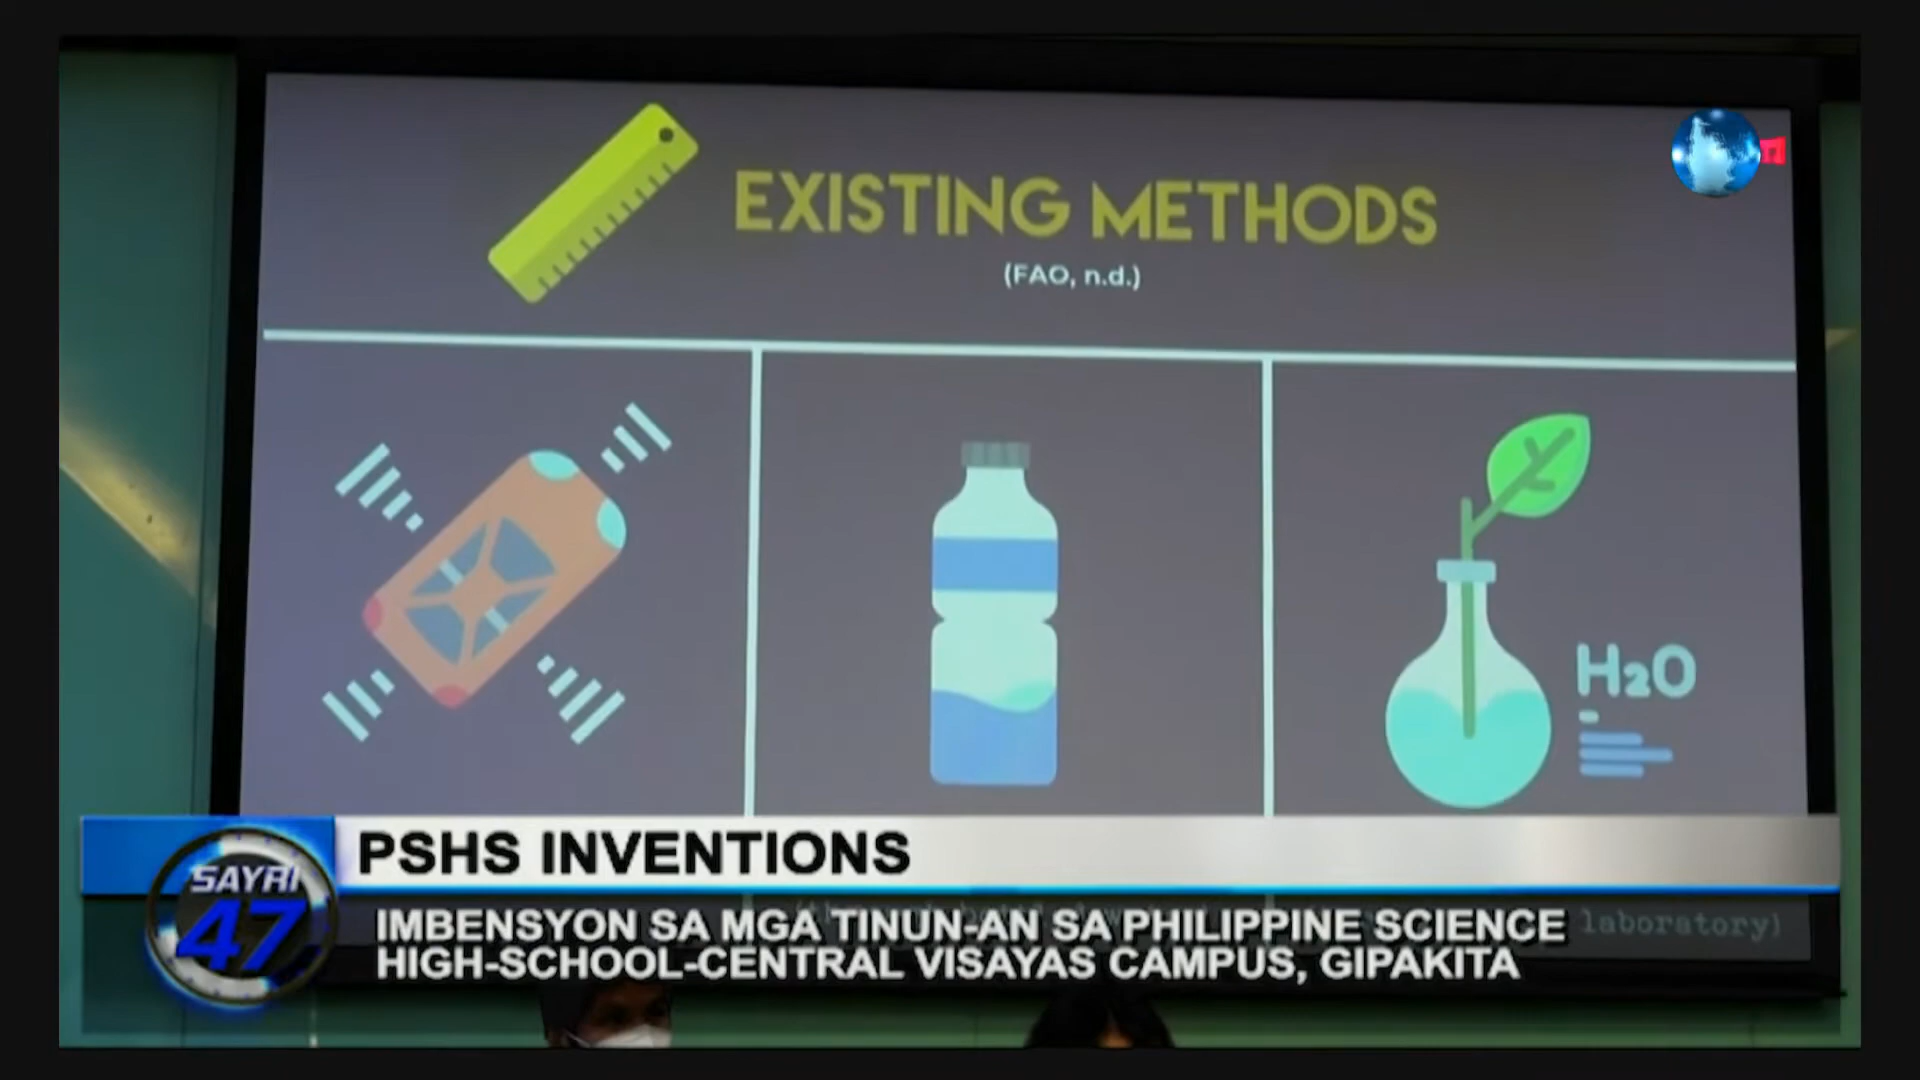 EXISTING METHODS
(FAO, n.d.)
H₂O
PSHS INVENTIONS
SAYRI
47
IMBENSYON SA MGA TINUN-AN SA PHILIPPINE SCIENCE
HIGH-SCHOOL-CENTRAL VISAYAS CAMPUS, GIPAKITA
laboratory)